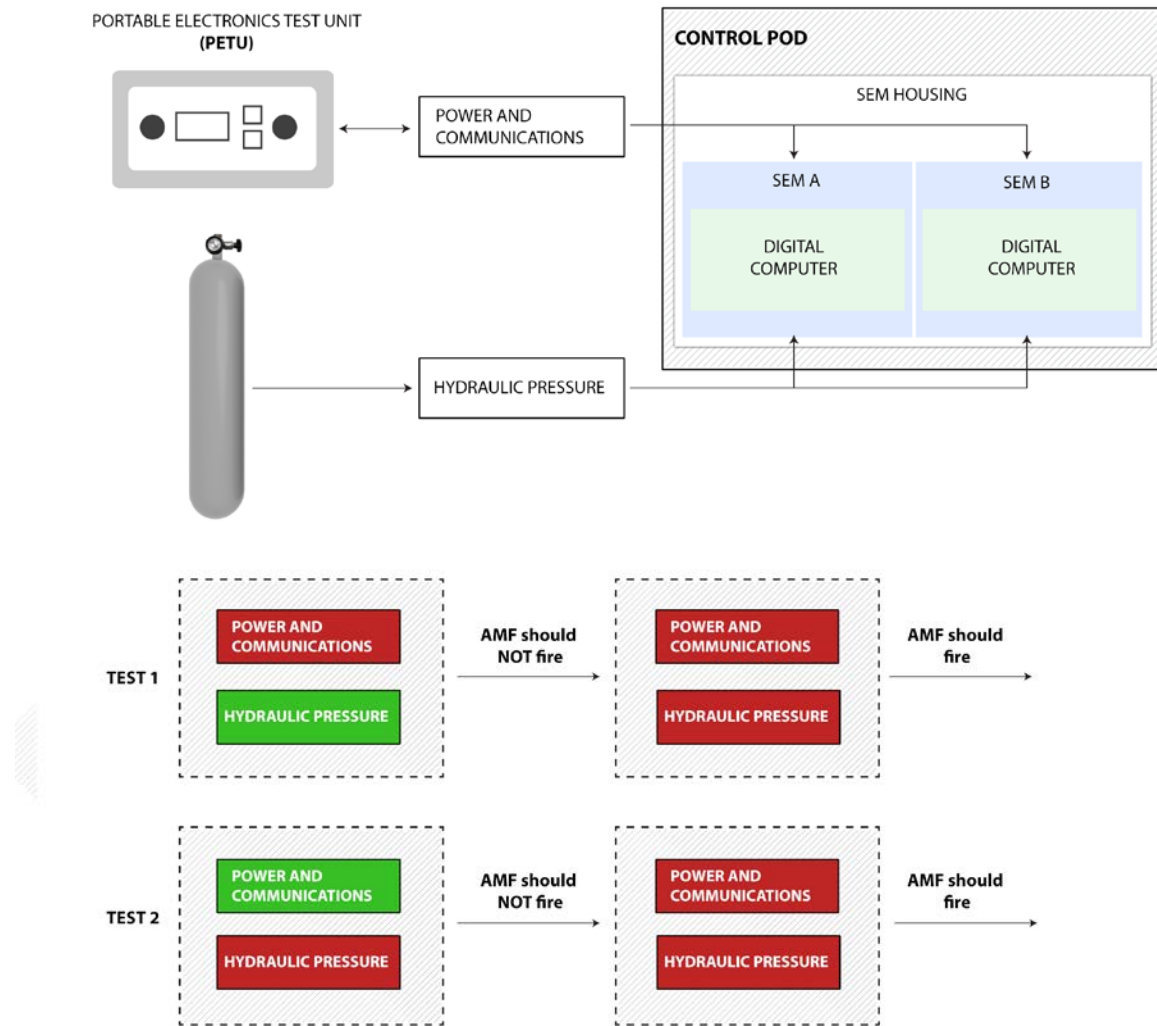 PORTABLE ELECTRONICS TEST UNIT
(PETU)
CONTROL POD
SEM HOUSING
POWER AND
COMMUNICATIONS
SEM A
SEM B
DIGITAL
COMPUTER
DIGITAL
COMPUTER
HYDRAULIC PRESSURE
TEST 1
POWER AND
COMMUNICATIONS
HYDRAULIC PRESSURE
AMF should
NOT fire
POWER AND
COMMUNICATIONS
HYDRAULIC PRESSURE
AMF should
fire
TEST 2
POWER AND
COMMUNICATIONS
HYDRAULIC PRESSURE
AMF should
NOT fire
POWER AND
COMMUNICATIONS
HYDRAULIC PRESSURE
AMF should
fire